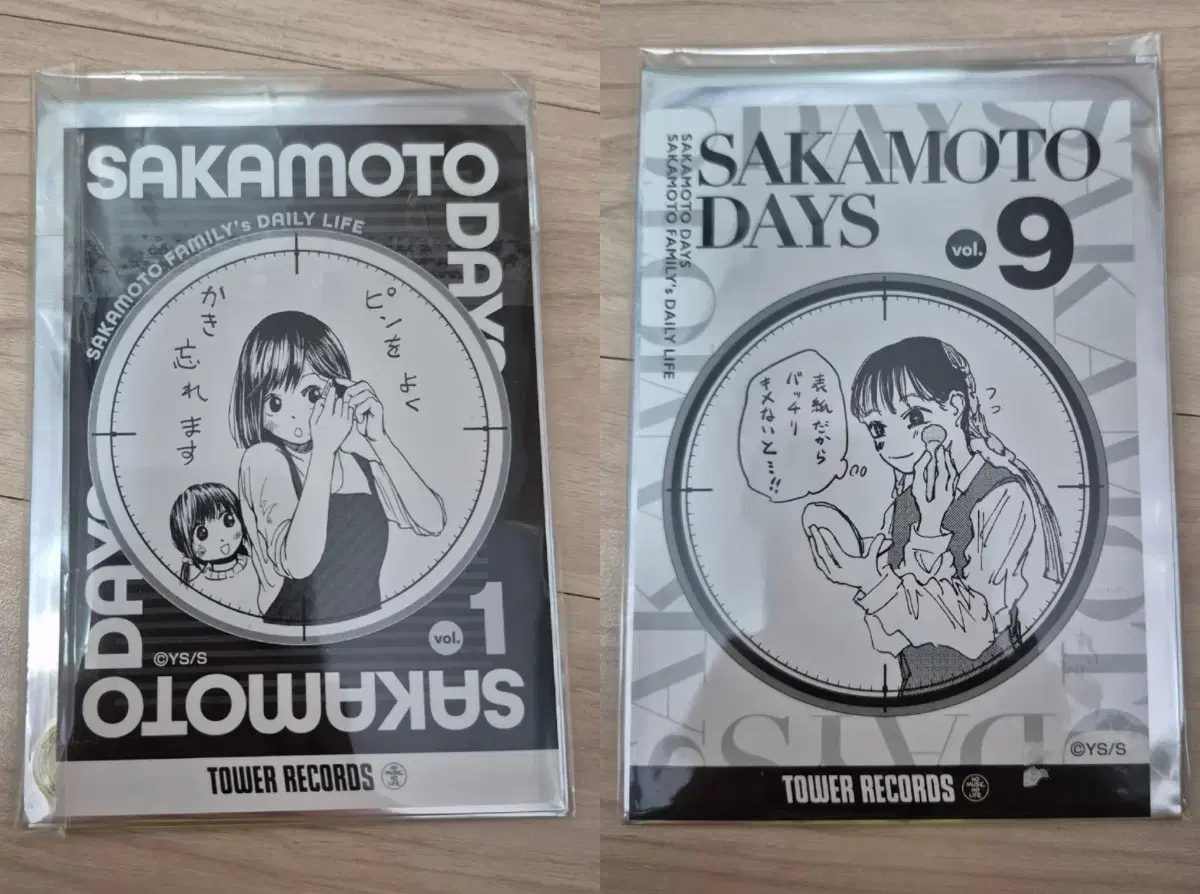 SAKAMOTO
DAYS
SAKAMOTO FAMILY's DAILY LIFE
ピンをよく
かき忘れます
DAYS
vol. 1
©YS/S
SAKAMOTO
TOWER RECORDS
NO MUSIC, NO LIFE.
SAKAMOTO DAYS
SAKAMOTO FAMILY's DAILY LIFE
SAKAMOTO
DAYS
vol. 9
表紙だから
バッチリ
キメないとミ!!
フフ
©YS/S
TOWER RECORDS
NO MUSIC, NO LIFE.